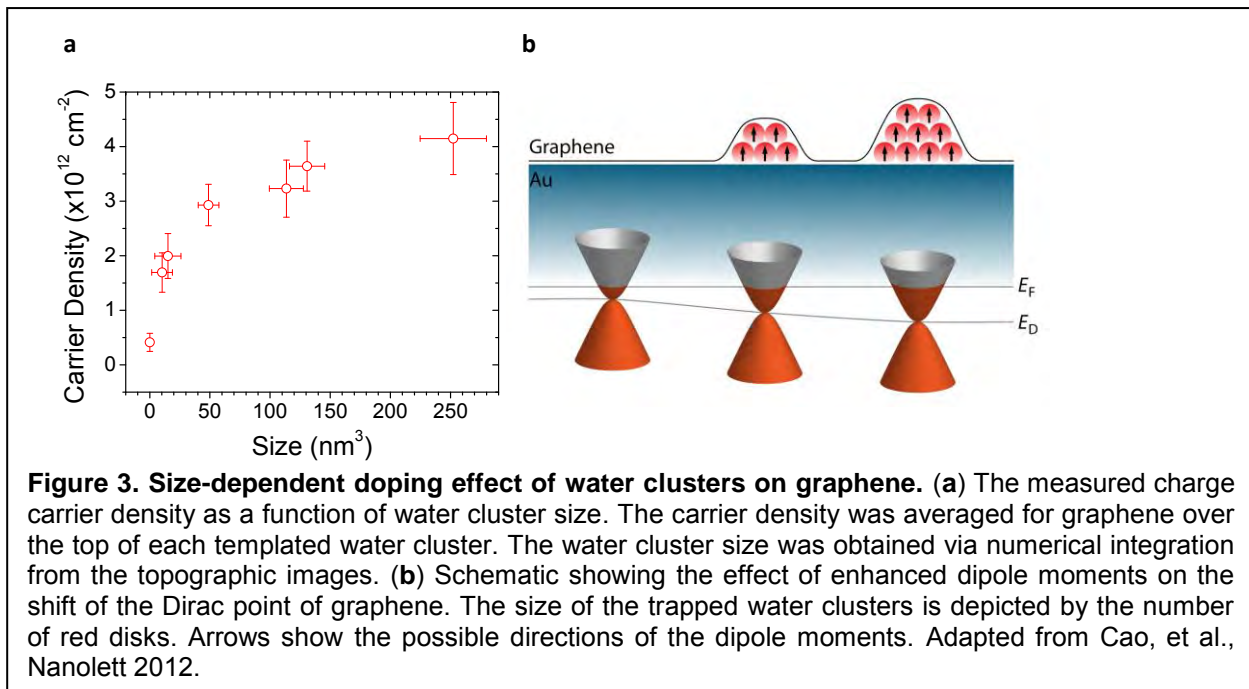 a
b
5
4
3
2
1
0
Carrier Density (x10¹² cm⁻²)
0 50 100 150 200 250
Size (nm³)
Graphene
Au
E_F
E_D
Figure 3. Size-dependent doping effect of water clusters on graphene. (a) The measured charge
carrier density as a function of water cluster size. The carrier density was averaged for graphene over
the top of each templated water cluster. The water cluster size was obtained via numerical integration
from the topographic images. (b) Schematic showing the effect of enhanced dipole moments on the
shift of the Dirac point of graphene. The size of the trapped water clusters is depicted by the number
of red disks. Arrows show the possible directions of the dipole moments. Adapted from Cao, et al.,
Nanolett 2012.